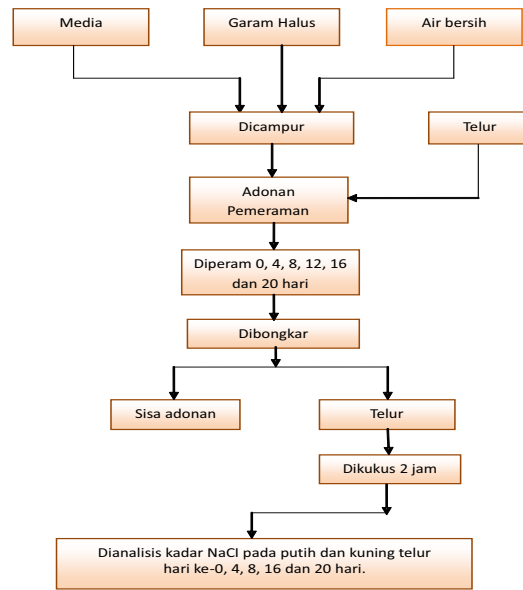 Media
Garam Halus
Air bersih
Dicampur
Telur
Adonan
Pemeraman
Diperam 0, 4, 8, 12, 16
dan 20 hari
Dibongkar
Sisa adonan
Telur
Dikukus 2 jam
Dianalisis kadar NaCI pada putih dan kuning telur
hari ke-0, 4, 8, 16 dan 20 hari.